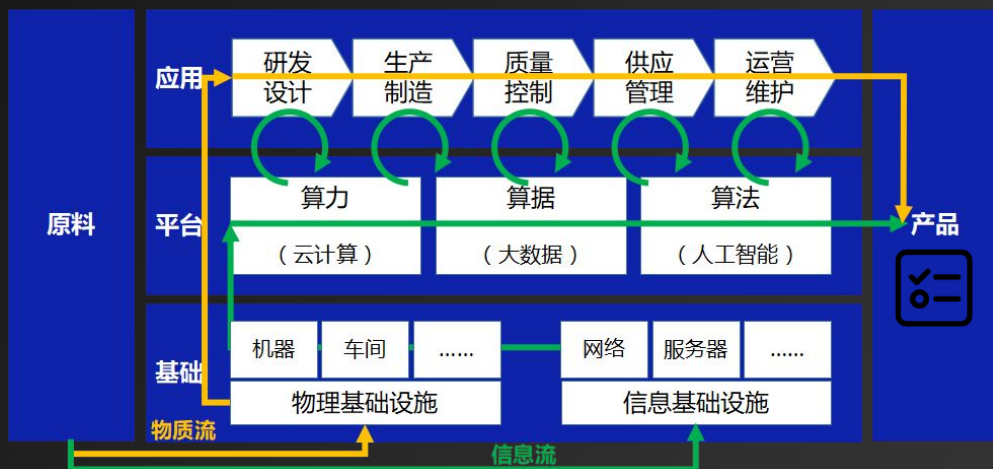 原料
应用
研发
设计
生产
制造
质量
控制
供应
管理
运营
维护
平台
算力
（云计算）
算据
（大数据）
算法
（人工智能）
产品
基础
机器
车间
......
网络
服务器
......
物理基础设施
信息基础设施
物质流
信息流